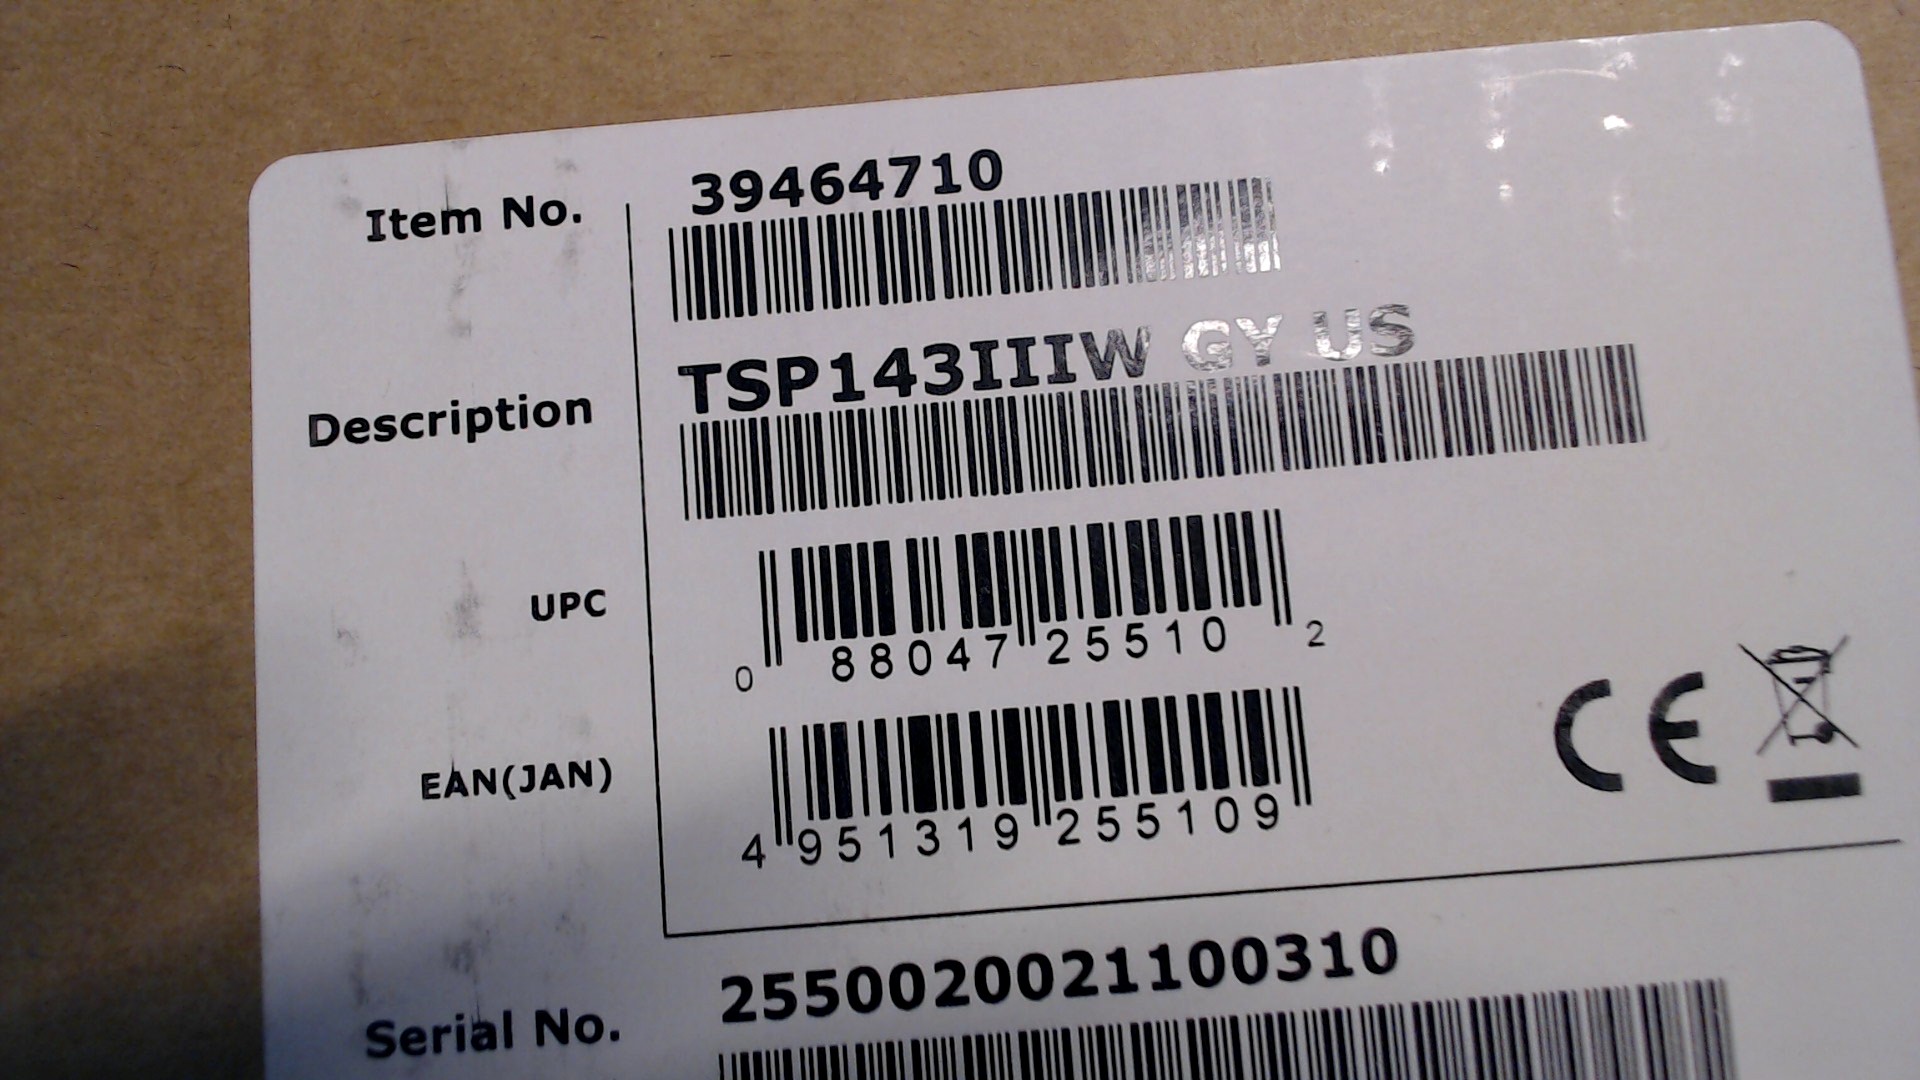 Item No. 39464710
Description TSP143IIIW GY US
UPC 0 88047 25510 2
EAN(JAN) 4 951319 255109
CE
Serial No. 2550020021100310